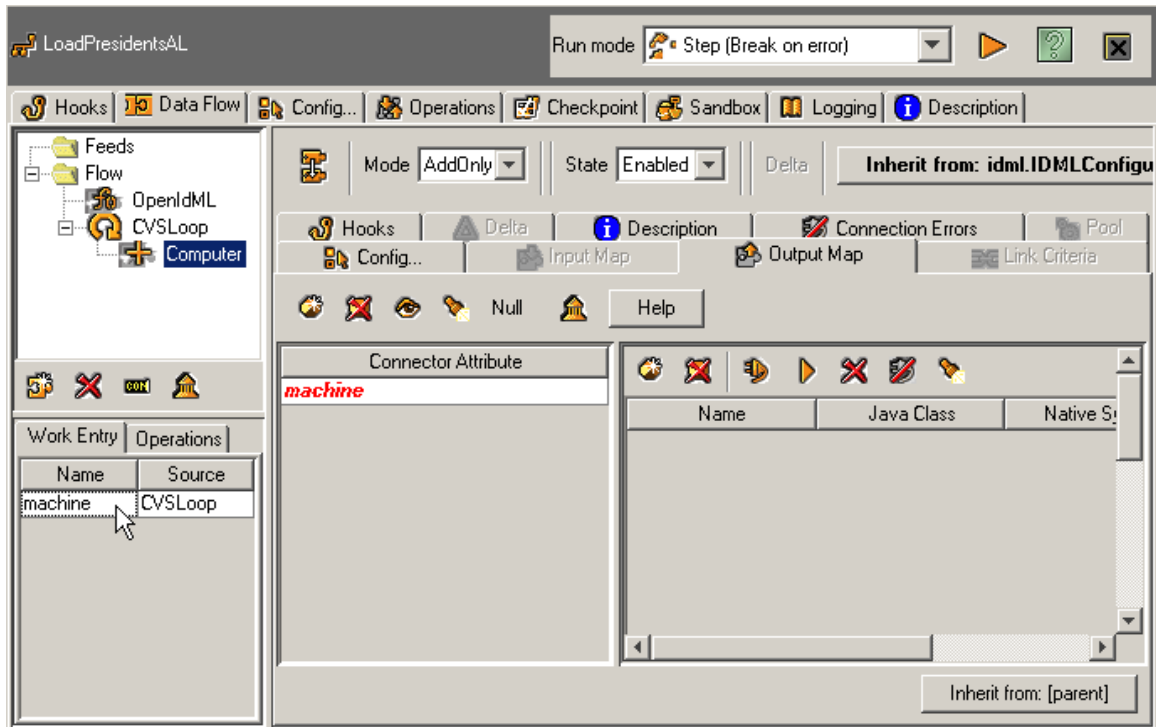 LoadPresidentsAL
Run mode Step (Break on error)
Hooks Data Flow Config... Operations Checkpoint Sandbox Logging Description
Feeds
Flow
OpenIdML
CVSLoop
Computer
Mode AddOnly State Enabled Delta Inherit from: idml.IDMLConfigu
Hooks Delta Description Connection Errors Pool
Config... Input Map Output Map Link Criteria
Null Help
Connector Attribute
machine
Name Java Class Native Sy
CON
Work Entry Operations
Name Source
machine CVSLoop
Inherit from: [parent]